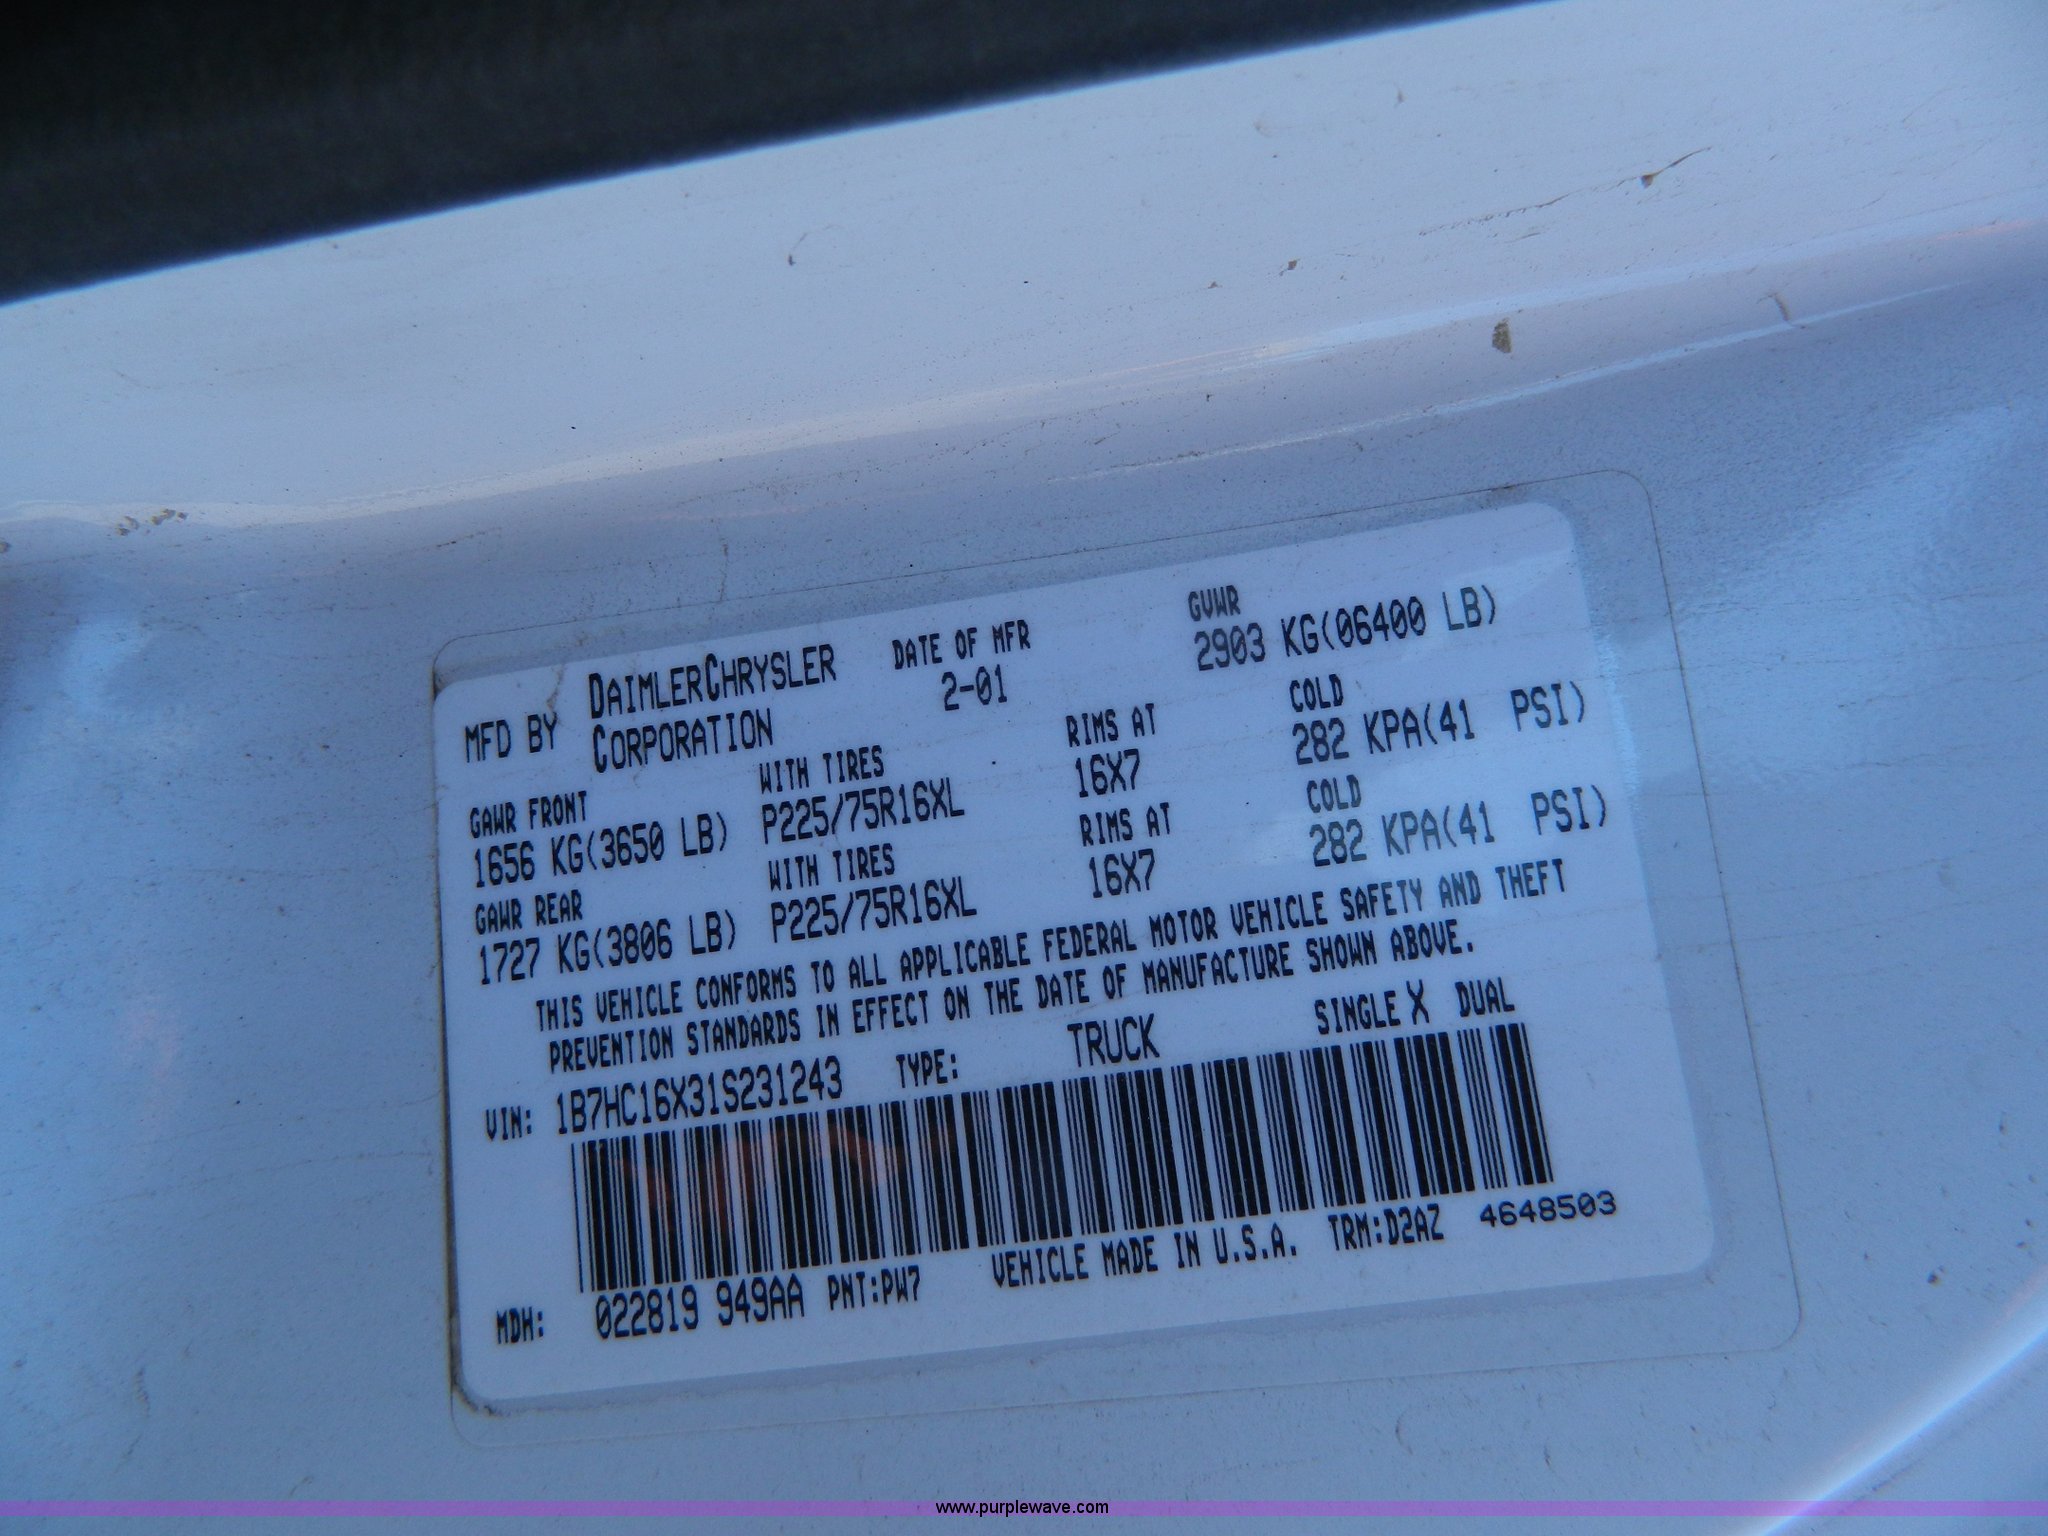 MFD BY DAIMLERCHRYSLER CORPORATION DATE OF MFR 2-01 GVWR 2903 KG(06400 LB)
GAWR FRONT WITH TIRES RIMS AT COLD
1656 KG(3650 LB) P225/75R16XL 16X7 282 KPA(41 PSI)
GAWR REAR WITH TIRES RIMS AT COLD
1727 KG(3806 LB) P225/75R16XL 16X7 282 KPA(41 PSI)
THIS VEHICLE CONFORMS TO ALL APPLICABLE FEDERAL MOTOR VEHICLE SAFETY AND THEFT
PREVENTION STANDARDS IN EFFECT ON THE DATE OF MANUFACTURE SHOWN ABOVE.
VIN: 1B7HC16X31S231243 TYPE: TRUCK SINGLE X DUAL
MDH: 022819 949AA PNT:PW7 VEHICLE MADE IN U.S.A. TRM:D2AZ 4648503
www.purplewave.com